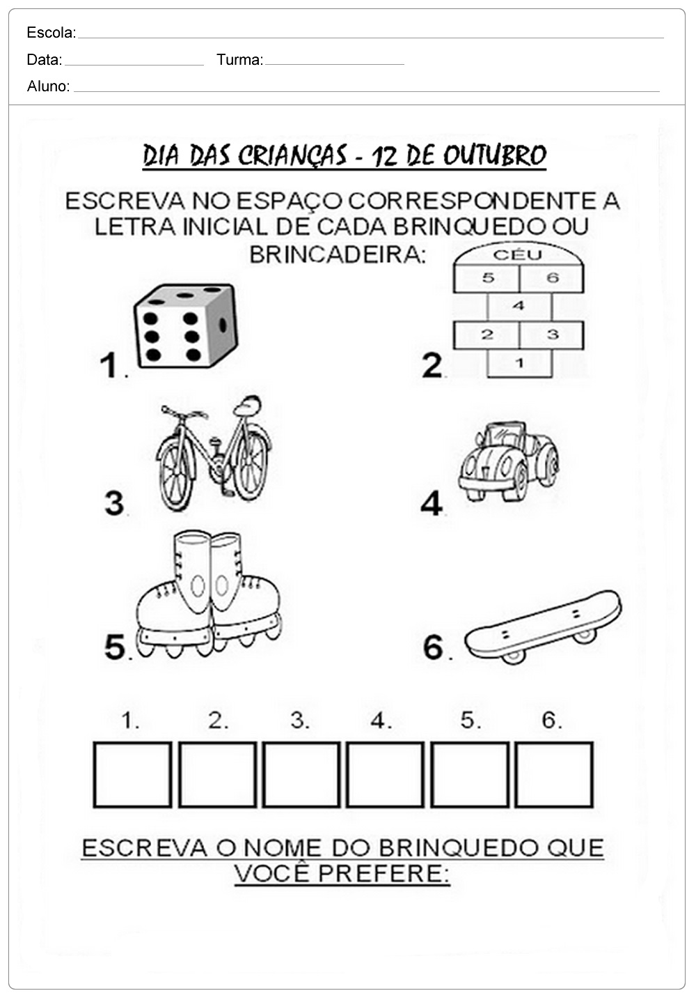 Escola:
Data: Turma:
Aluno:
DIA DAS CRIANÇAS - 12 DE OUTUBRO
ESCREVA NO ESPAÇO CORRESPONDENTE A
LETRA INICIAL DE CADA BRINQUEDO OU
BRINCADEIRA:
1.
2.
CÉU
5 6
4
2 3
1
3.
4.
5.
6.
1. 2. 3. 4. 5. 6.
ESCREVA O NOME DO BRINQUEDO QUE
VOCÊ PREFERE: